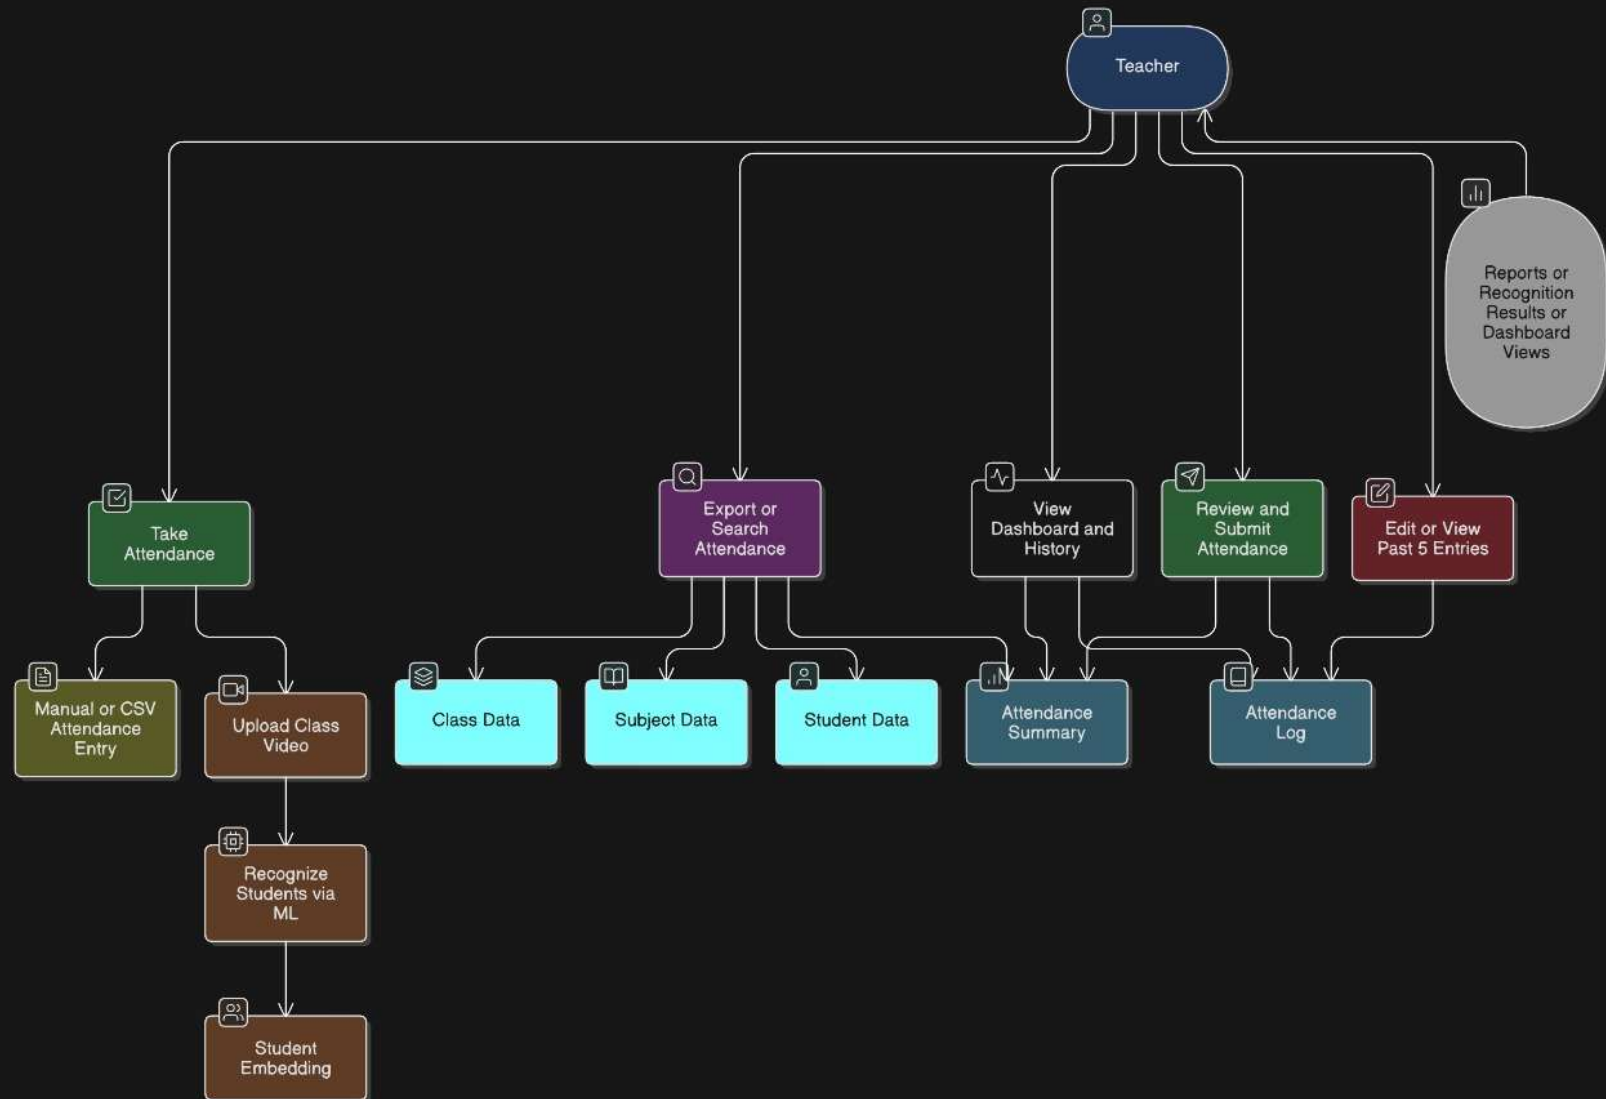 Teacher
Reports or
Recognition
Results or
Dashboard
Views
Take
Attendance
Export or
Search
Attendance
View
Dashboard and
History
Review and
Submit
Attendance
Edit or View
Past 5 Entries
Manual or CSV
Attendance
Entry
Upload Class
Video
Class Data
Subject Data
Student Data
Attendance
Summary
Attendance
Log
Recognize
Students via
ML
Student
Embedding